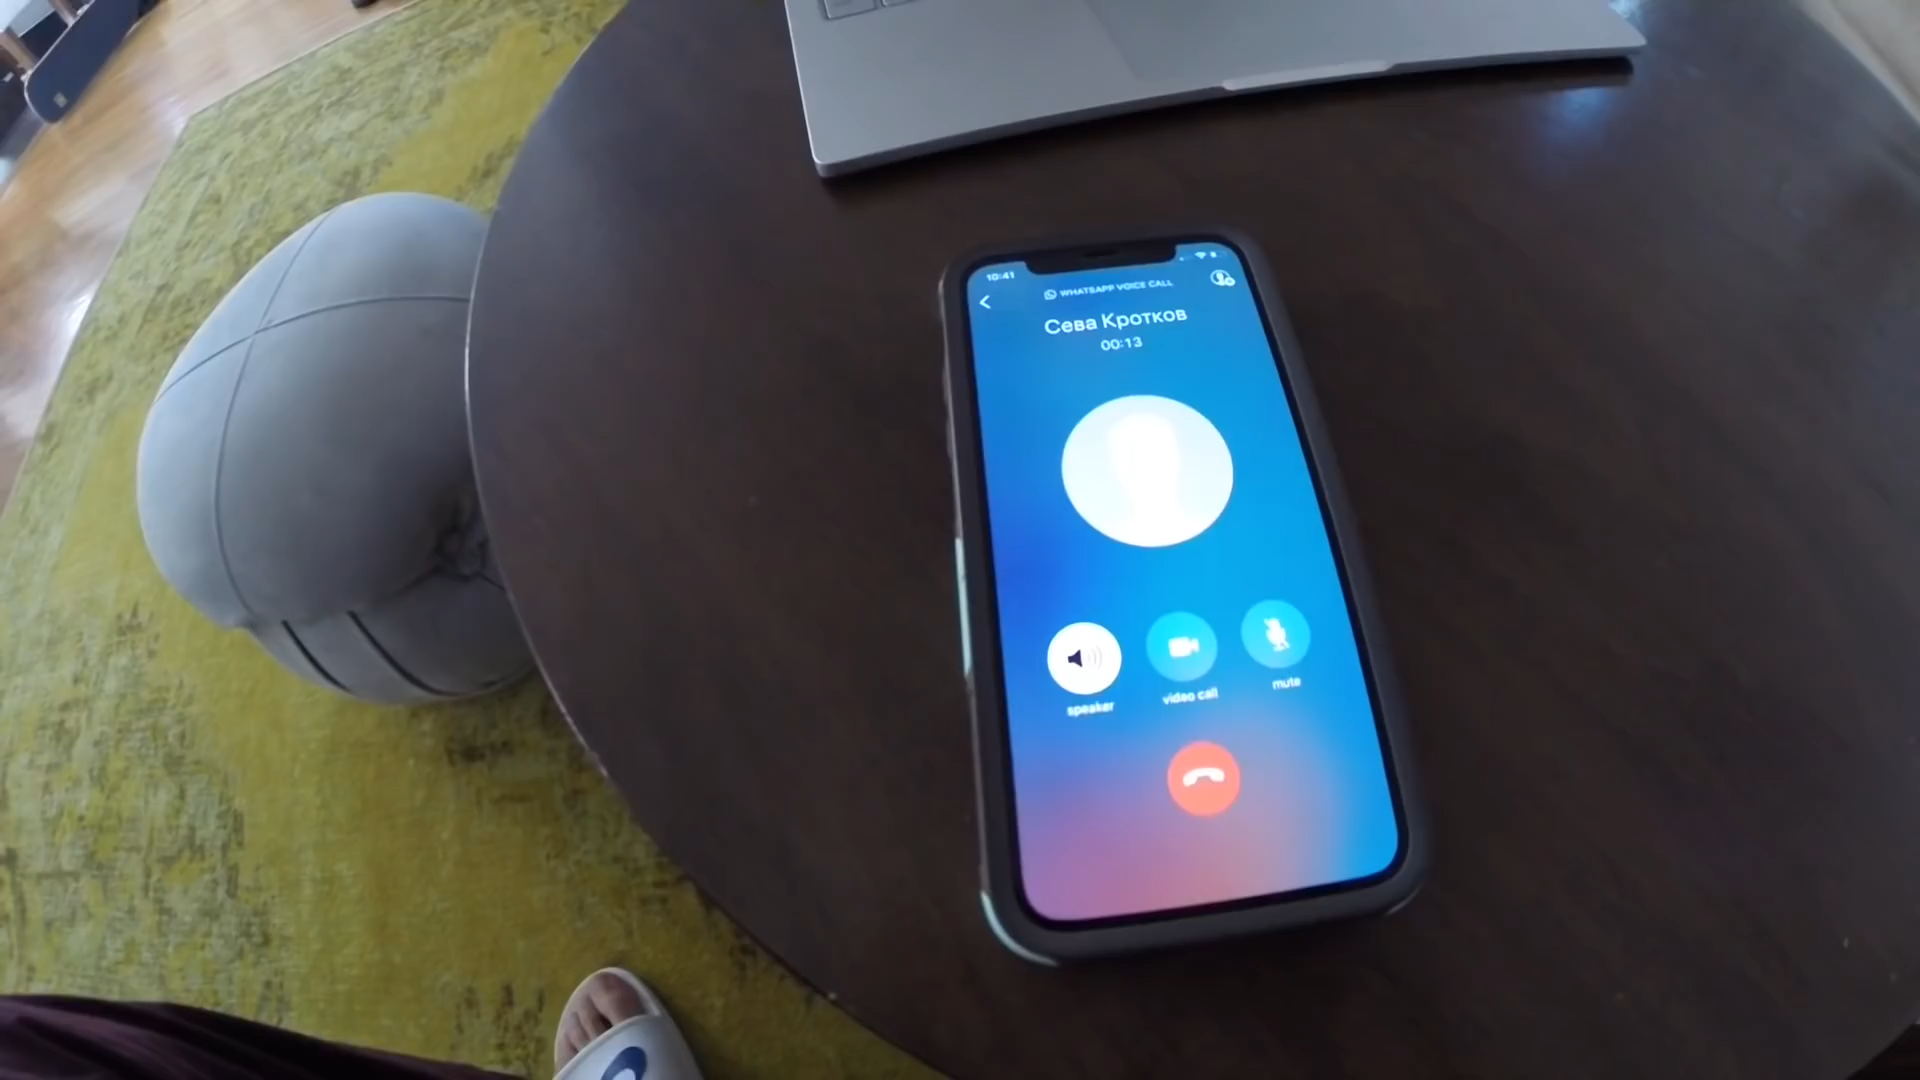 10:41
WHATSAPP VOICE CALL
Сева Кротков
00:13
speaker
video call
mute